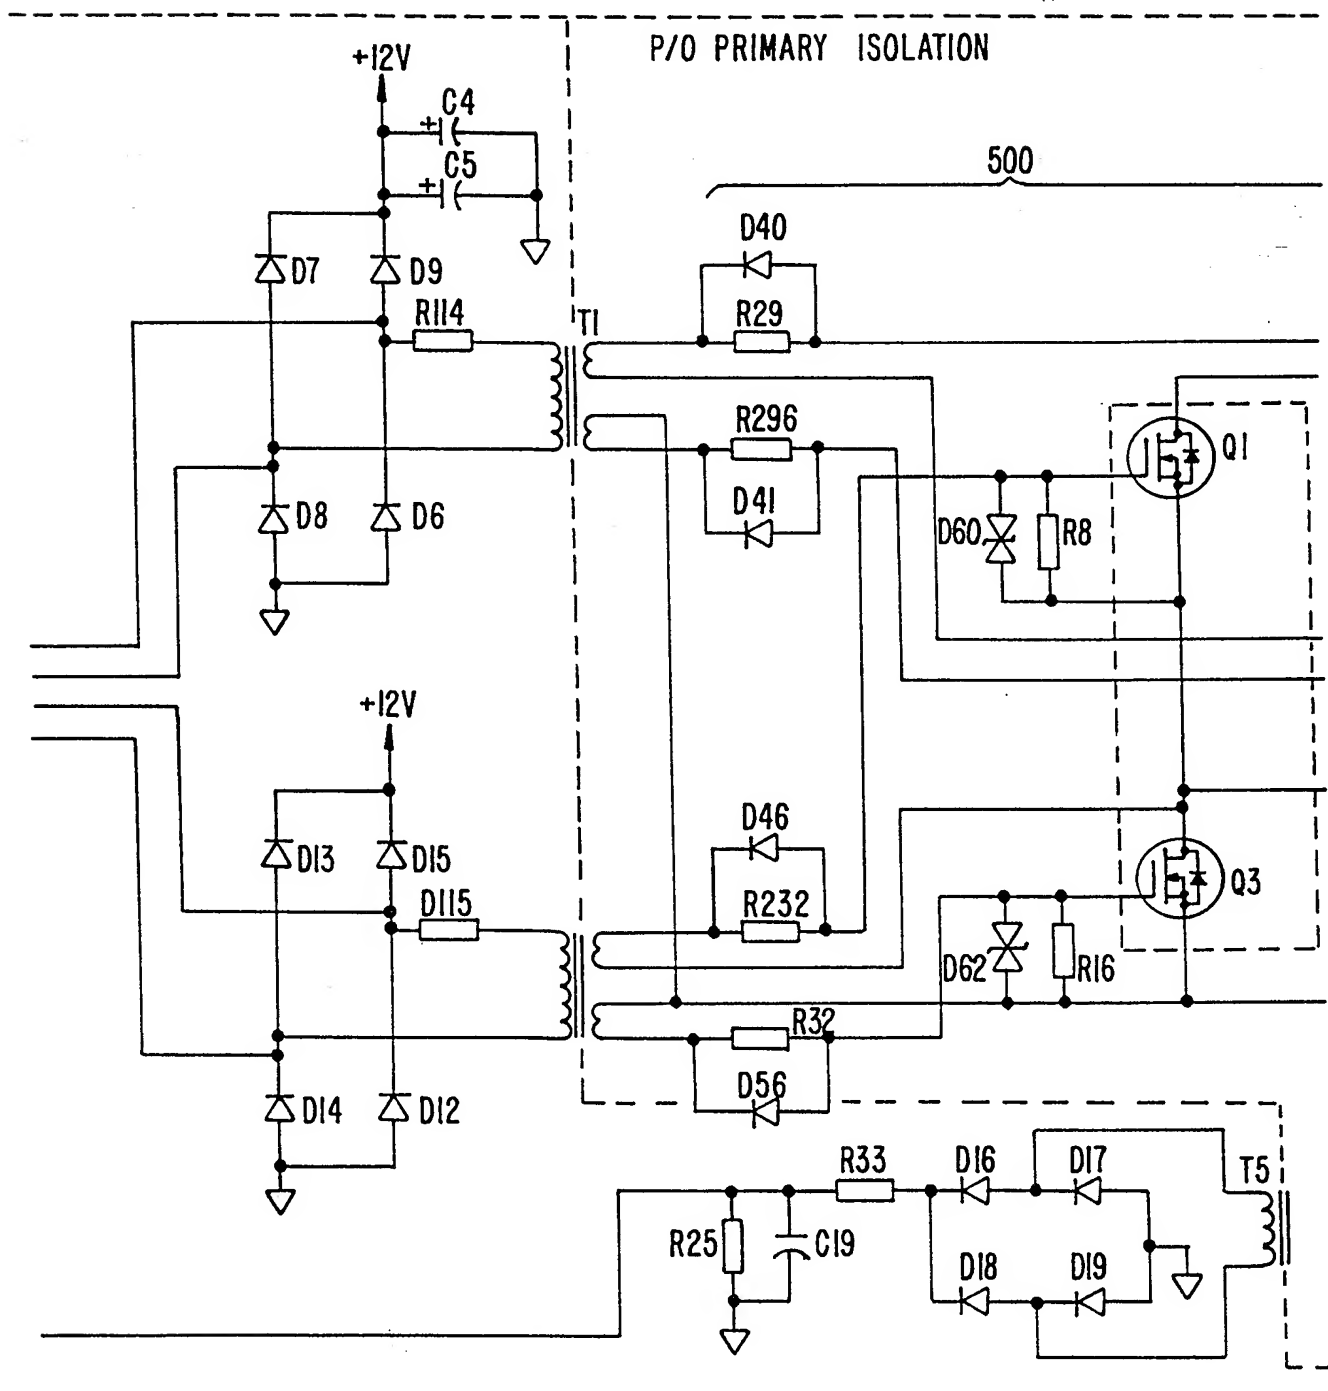 P/O PRIMARY ISOLATION
+12V
C4
+
C5
+
500
D40
D7
D9
R114
T1
R29
R296
Q1
D41
D8
D6
D60
R8
+12V
D46
D13
D15
D115
R232
Q3
D62
R16
R32
D56
D14
D12
R33
D16
D17
T5
R25
C19
D18
D19